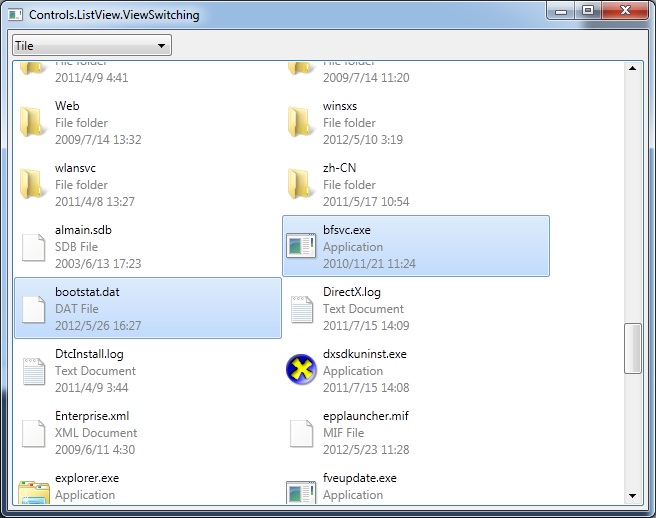 Controls.ListView.ViewSwitching
Tile
File folder
2011/4/9 4:41
File folder
2009/7/14 11:20
Web
File folder
2009/7/14 13:32
winsxs
File folder
2012/5/10 3:19
wlansvc
File folder
2011/4/8 13:27
zh-CN
File folder
2011/5/17 10:54
almain.sdb
SDB File
2003/6/13 17:23
bfsvc.exe
Application
2010/11/21 11:24
bootstat.dat
DAT File
2012/5/26 16:27
DirectX.log
Text Document
2011/7/15 14:09
DtcInstall.log
Text Document
2011/4/9 3:44
dxsdkuninst.exe
Application
2011/7/15 14:08
Enterprise.xml
XML Document
2009/6/11 4:30
epplauncher.mif
MIF File
2012/5/23 11:28
explorer.exe
Application
fveupdate.exe
Application